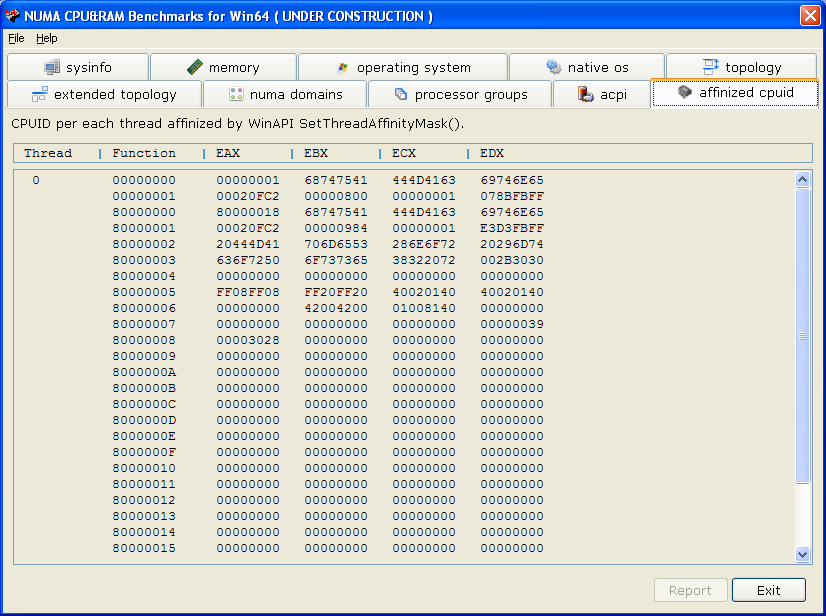 NUMA CPU&RAM Benchmarks for Win64 ( UNDER CONSTRUCTION )
File Help
sysinfo memory operating system native os topology
extended topology numa domains processor groups acpi affinized cpuid
CPUID per each thread affinized by WinAPI SetThreadAffinityMask().
Thread | Function | EAX | EBX | ECX | EDX
0 00000000 00000001 68747541 444D4163 69746E65
00000001 00020FC2 00000800 00000001 078BFBFF
80000000 80000018 68747541 444D4163 69746E65
80000001 00020FC2 00000984 00000001 E3D3FBFF
80000002 20444D41 706D6553 286E6F72 20296D74
80000003 636F7250 6F737365 38322072 002B3030
80000004 00000000 00000000 00000000 00000000
80000005 FF08FF08 FF20FF20 40020140 40020140
80000006 00000000 42004200 01008140 00000000
80000007 00000000 00000000 00000000 00000039
80000008 00003028 00000000 00000000 00000000
80000009 00000000 00000000 00000000 00000000
8000000A 00000000 00000000 00000000 00000000
8000000B 00000000 00000000 00000000 00000000
8000000C 00000000 00000000 00000000 00000000
8000000D 00000000 00000000 00000000 00000000
8000000E 00000000 00000000 00000000 00000000
8000000F 00000000 00000000 00000000 00000000
80000010 00000000 00000000 00000000 00000000
80000011 00000000 00000000 00000000 00000000
80000012 00000000 00000000 00000000 00000000
80000013 00000000 00000000 00000000 00000000
80000014 00000000 00000000 00000000 00000000
80000015 00000000 00000000 00000000 00000000
Report Exit